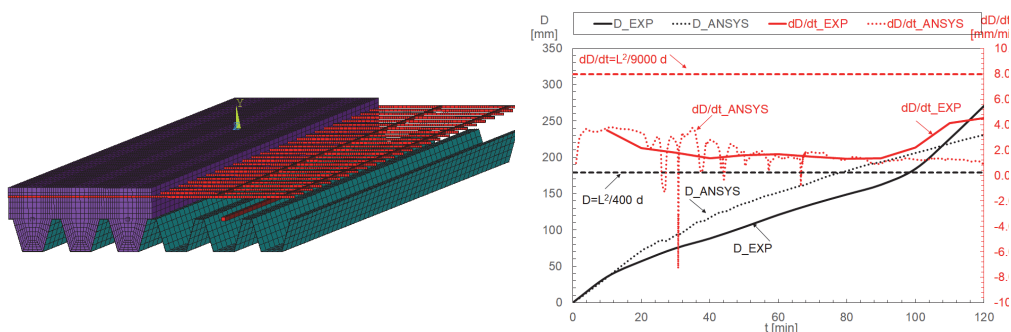 Y
D
[mm]
D_EXP
D_ANSYS
dD/dt_EXP
dD/dt_ANSYS
dD/dt
[mm/mi
350
300
250
200
150
100
50
0
10
8.0
6.0
4.0
2.0
0.0
-2.0
-4.0
-6.0
-8.0
-10
dD/dt=L²/9000 d
dD/dt_ANSYS
dD/dt_EXP
D_ANSYS
D=L²/400 d
D_EXP
0
20
40
60
80
100
120
t [min]